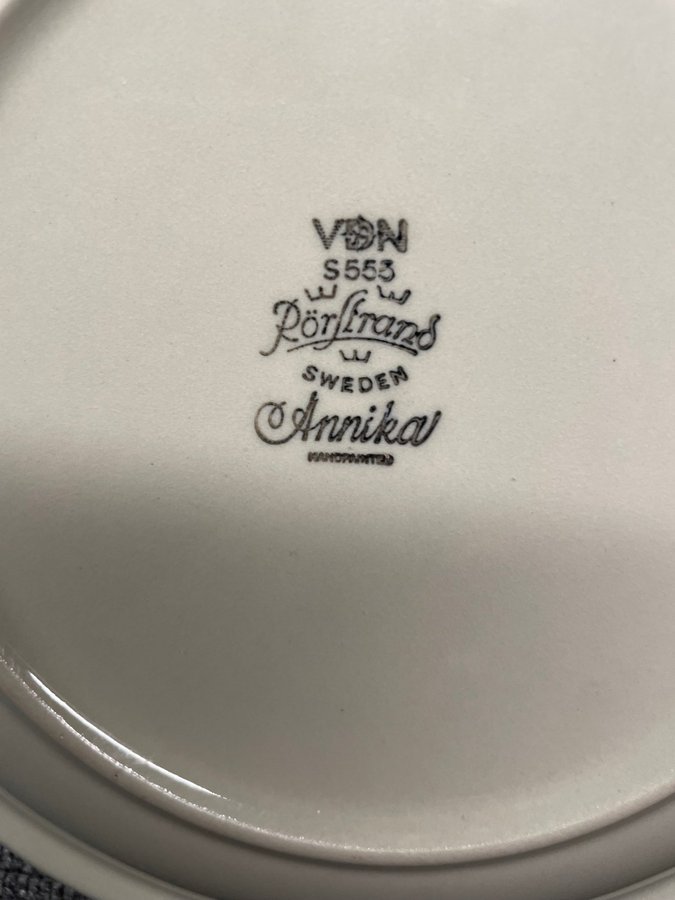 VDN
S553
Rörstrand
SWEDEN
Annika
HANDPAINTED